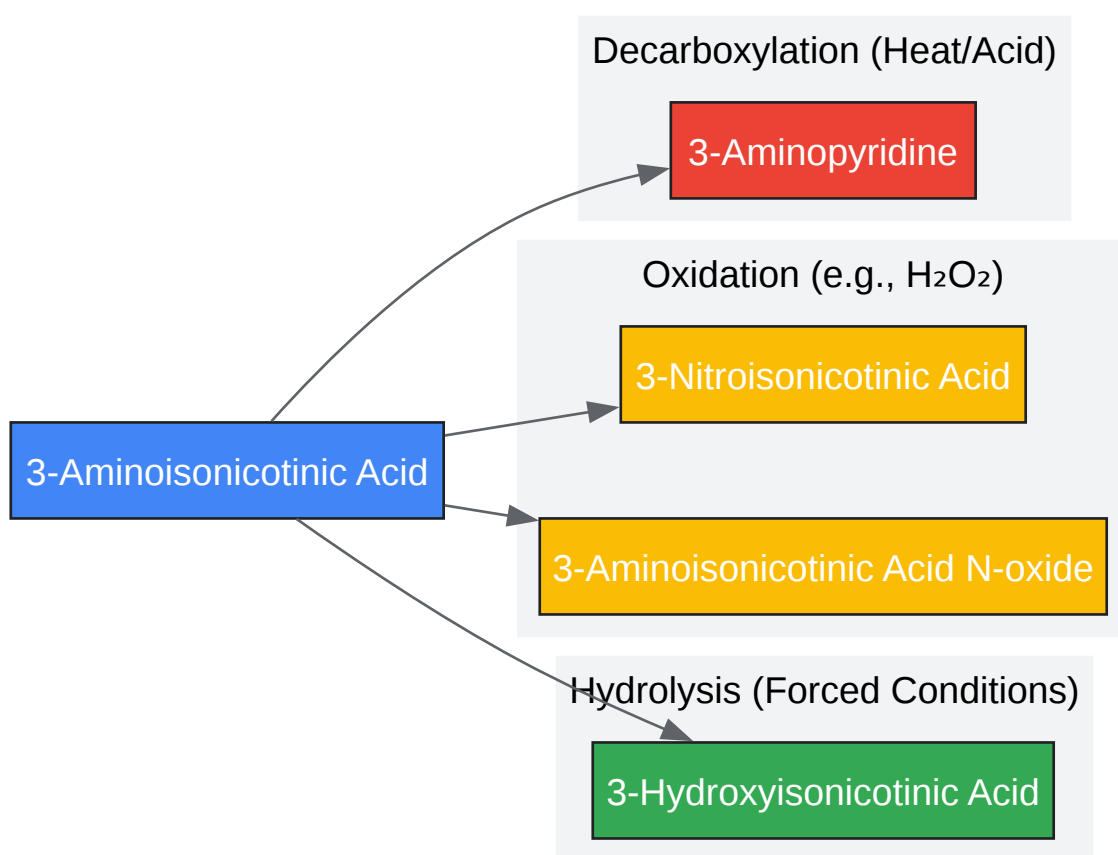 Decarboxylation (Heat/Acid)
3-Aminopyridine
Oxidation (e.g., H₂O₂)
3-Nitroisonicotinic Acid
3-Aminoisonicotinic Acid
3-Aminoisonicotinic Acid N-oxide
Hydrolysis (Forced Conditions)
3-Hydroxyisonicotinic Acid